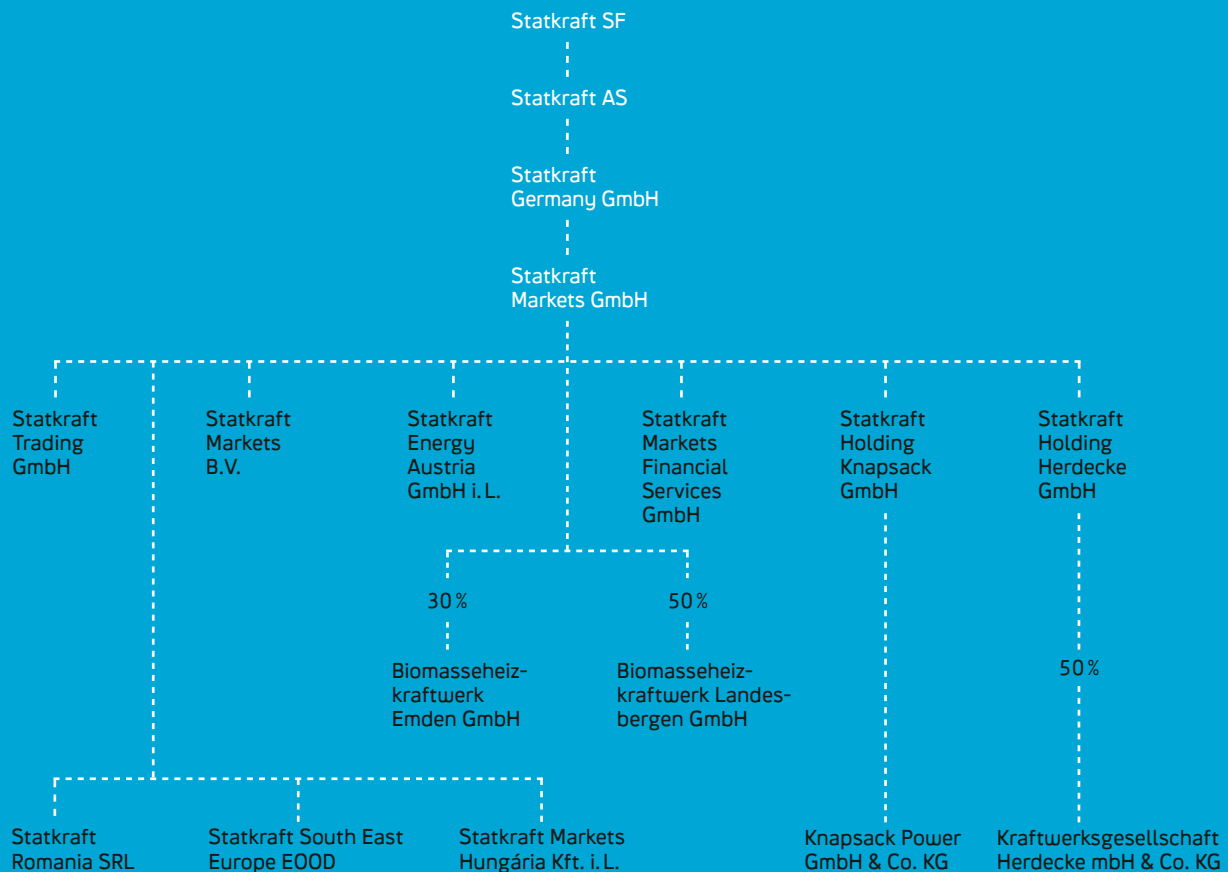 Statkraft SF
Statkraft AS
Statkraft
Germany GmbH
Statkraft
Markets GmbH
Statkraft
Trading
GmbH
Statkraft
Markets
B.V.
Statkraft
Energy
Austria
GmbH i. L.
Statkraft
Markets
Financial
Services
GmbH
Statkraft
Holding
Knapsack
GmbH
Statkraft
Holding
Herdecke
GmbH
30 %
50 %
Biomasseheiz-
kraftwerk
Emden GmbH
Biomasseheiz-
kraftwerk Landes-
bergen GmbH
50 %
Statkraft
Romania SRL
Statkraft South East
Europe EOOD
Statkraft Markets
Hungária Kft. i. L.
Knapsack Power
GmbH & Co. KG
Kraftwerksgesellschaft
Herdecke mbH & Co. KG